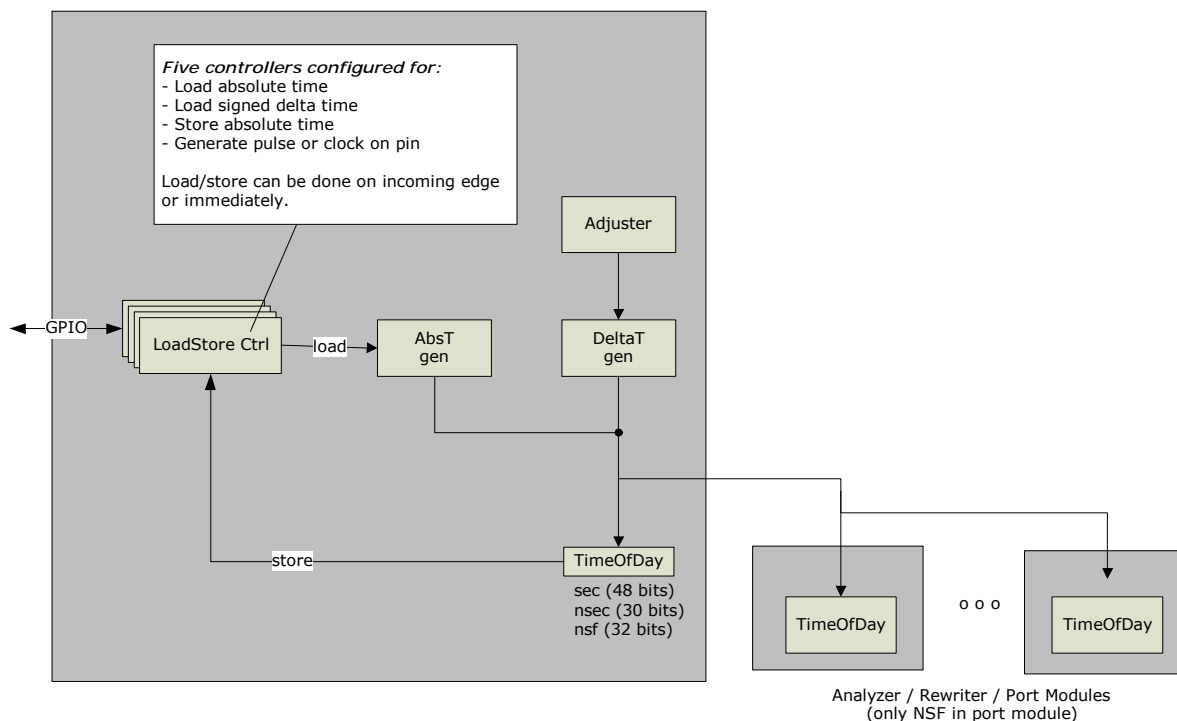 Five controllers configured for:
- Load absolute time
- Load signed delta time
- Store absolute time
- Generate pulse or clock on pin
Load/store can be done on incoming edge
or immediately.
Adjuster
GPIO
LoadStore Ctrl
load
AbsT
gen
DeltaT
gen
store
TimeOfDay
sec (48 bits)
nsec (30 bits)
nsf (32 bits)
TimeOfDay
o o o
TimeOfDay
Analyzer / Rewriter / Port Modules
(only NSF in port module)